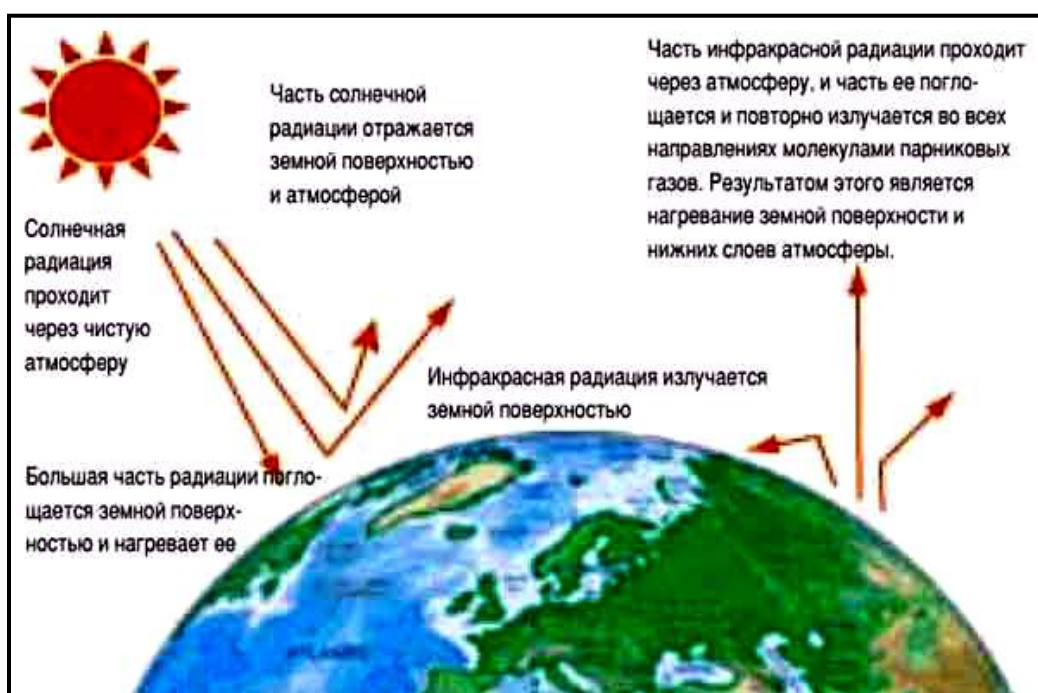 Солнечная
радиация
проходит
через чистую
атмосферу
Часть солнечной
радиации отражается
земной поверхностью
и атмосферой
Часть инфракрасной радиации проходит
через атмосферу, и часть ее погло-
щается и повторно излучается во всех
направлениях молекулами парниковых
газов. Результатом этого является
нагревание земной поверхности и
нижних слоев атмосферы.
Инфракрасная радиация излучается
земной поверхностью
Большая часть радиации погло-
щается земной поверх-
ностью и нагревает ее